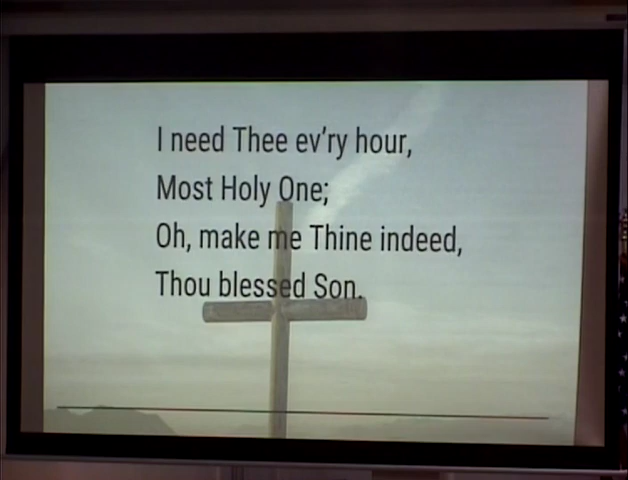 I need Thee ev’ry hour,
Most Holy One;
Oh, make me Thine indeed,
Thou blessed Son.